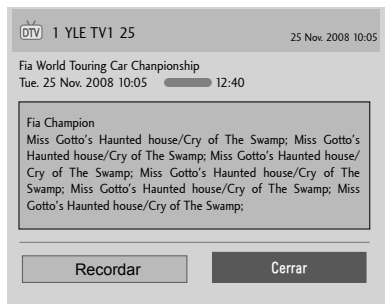 DTV 1 YLE TV1 25
25 Nov. 2008 10:05
Fia World Touring Car Chanpionship
Tue. 25 Nov. 2008 10:05 12:40
Fia Champion
Miss Gotto's Haunted house/Cry of The Swamp; Miss Gotto's
Haunted house/Cry of The Swamp; Miss Gotto's Haunted house/
Cry of The Swamp; Miss Gotto's Haunted house/Cry of The
Swamp; Miss Gotto's Haunted house/Cry of The Swamp; Miss
Gotto's Haunted house/Cry of The Swamp;
Recordar
Cerrar